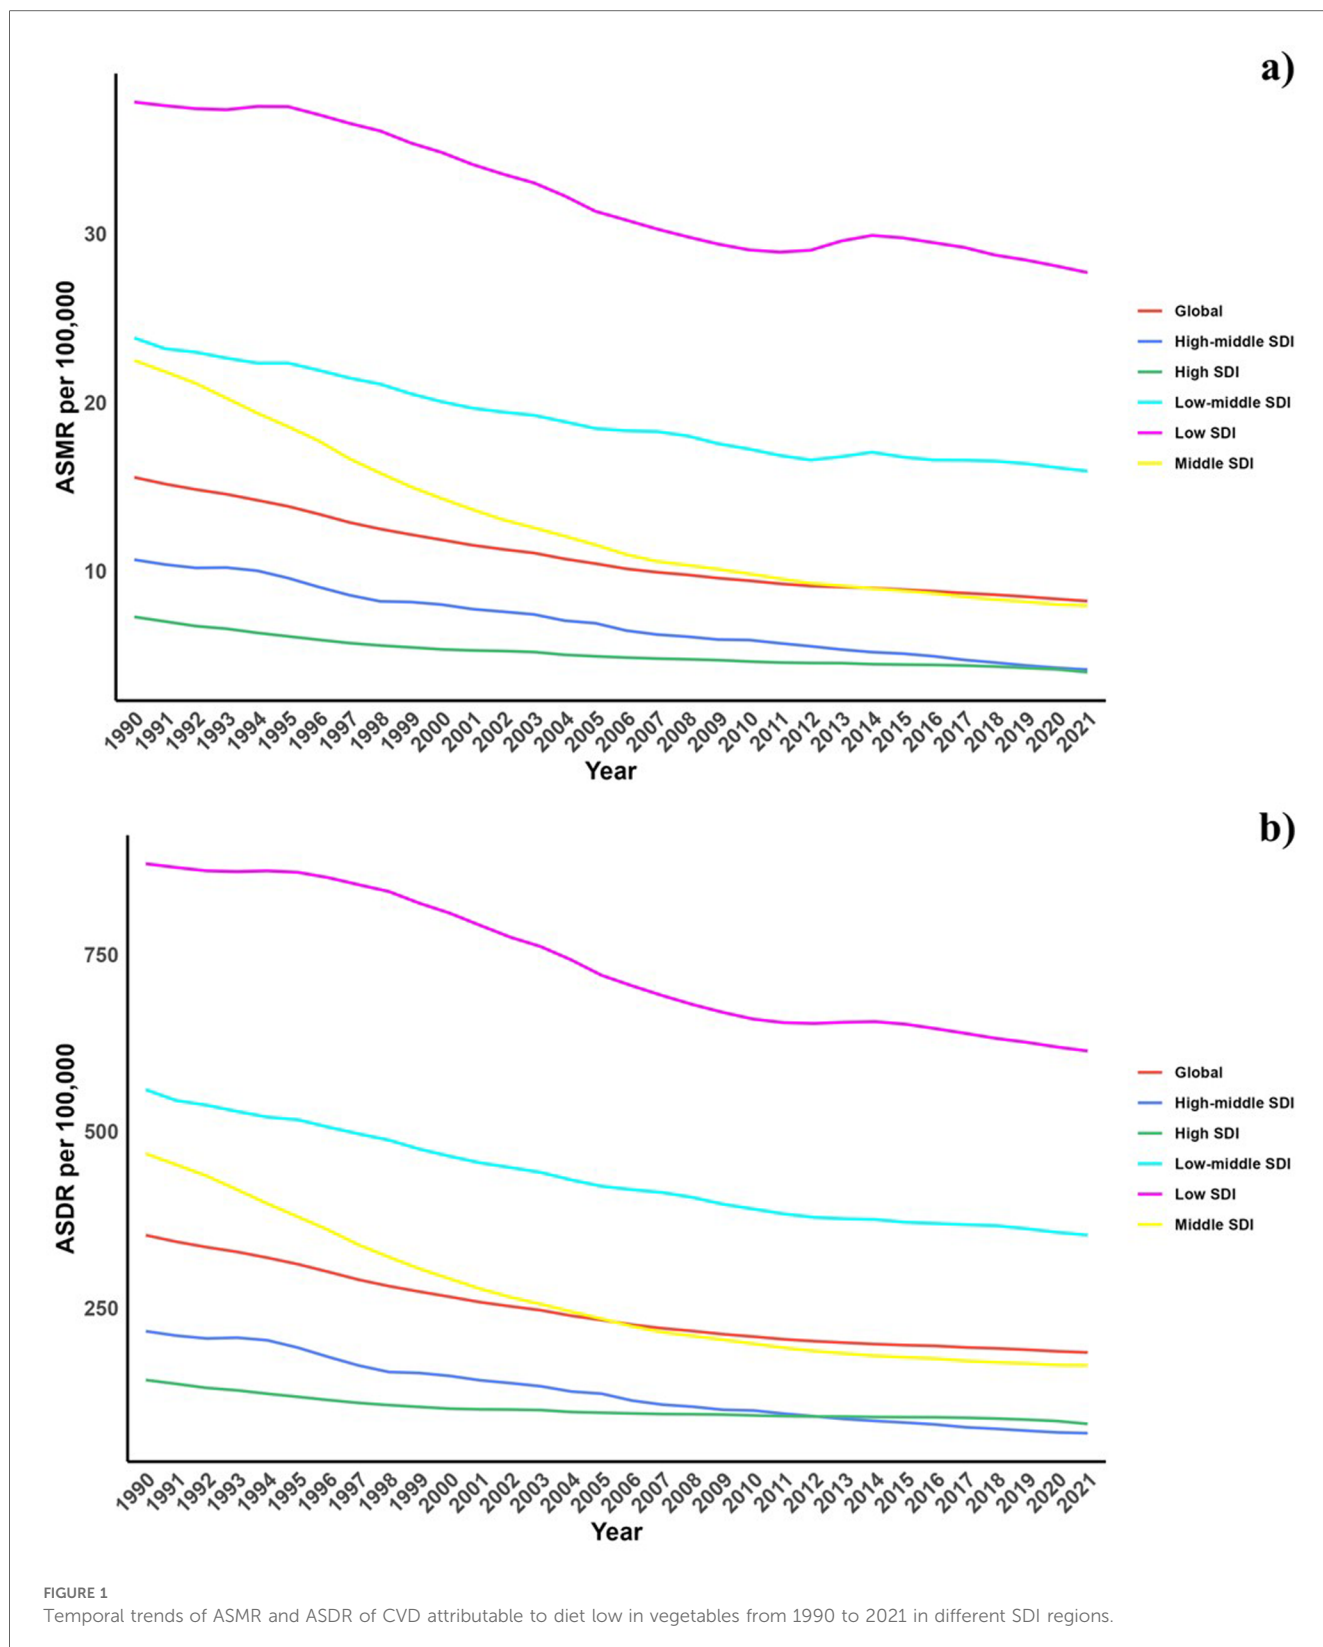 a)
30
20
10
ASMR per 100,000
Global
High-middle SDI
High SDI
Low-middle SDI
Low SDI
Middle SDI
1990 1991 1992 1993 1994 1995 1996 1997 1998 1999 2000 2001 2002 2003 2004 2005 2006 2007 2008 2009 2010 2011 2012 2013 2014 2015 2016 2017 2018 2019 2020 2021
Year
b)
750
500
250
ASDR per 100,000
Global
High-middle SDI
High SDI
Low-middle SDI
Low SDI
Middle SDI
1990 1991 1992 1993 1994 1995 1996 1997 1998 1999 2000 2001 2002 2003 2004 2005 2006 2007 2008 2009 2010 2011 2012 2013 2014 2015 2016 2017 2018 2019 2020 2021
Year
FIGURE 1
Temporal trends of ASMR and ASDR of CVD attributable to diet low in vegetables from 1990 to 2021 in different SDI regions.